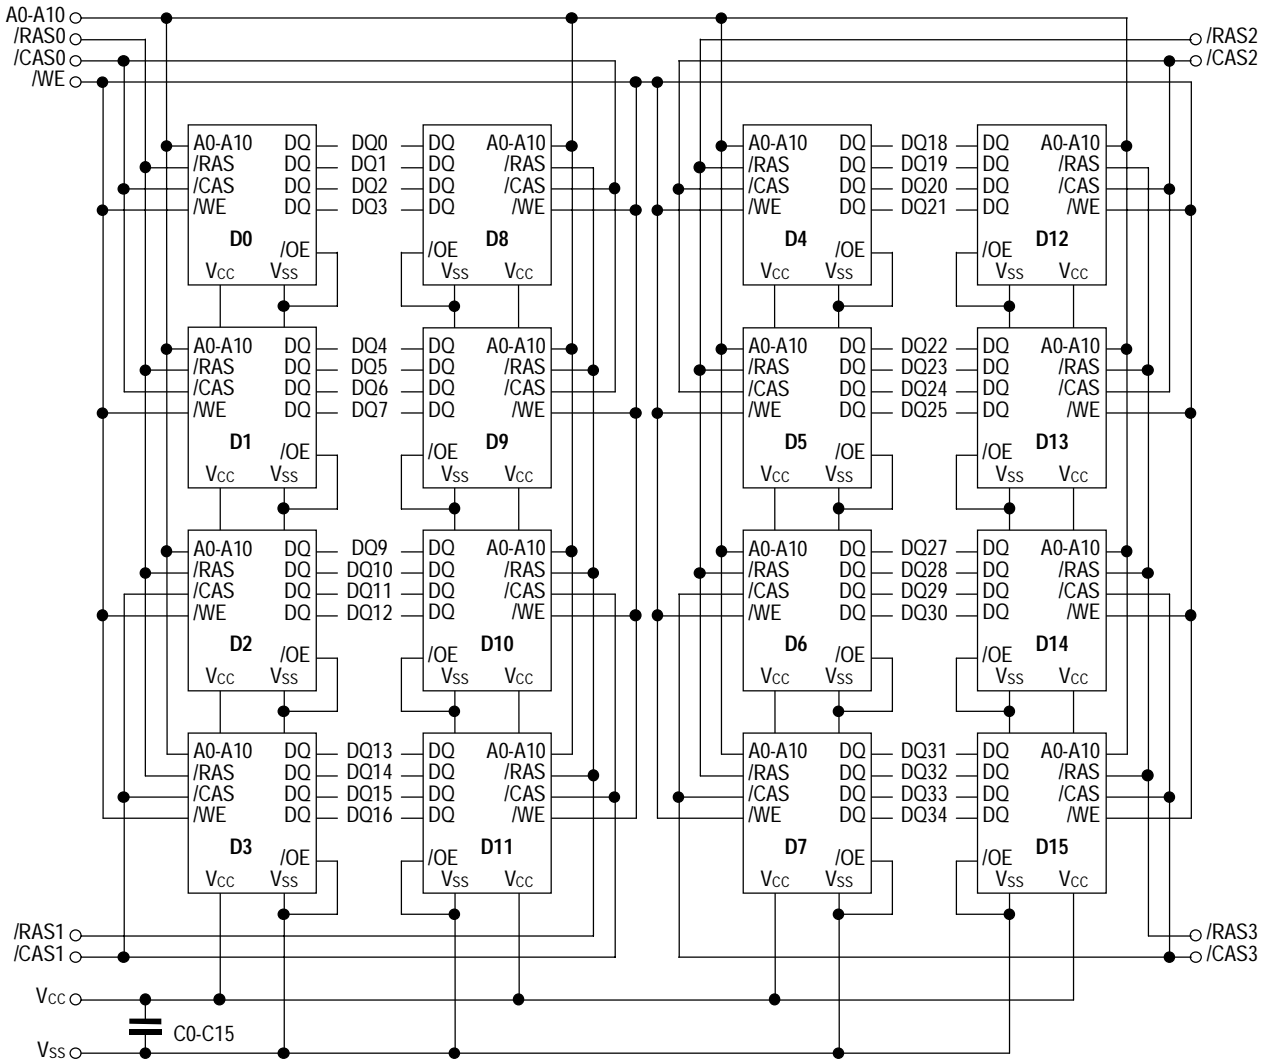 A0-A10
/RAS0 /RAS2
/CAS0 /CAS2
/WE
A0-A10 DQ DQ0 DQ A0-A10 A0-A10 DQ DQ18 DQ A0-A10
/RAS DQ DQ1 DQ /RAS /RAS DQ DQ19 DQ /RAS
/CAS DQ DQ2 DQ /CAS /CAS DQ DQ20 DQ /CAS
/WE DQ DQ3 DQ /WE /WE DQ DQ21 DQ /WE
D0 D8 D4 D12
/OE /OE /OE /OE
VCC VSS VSS VCC VCC VSS VSS VCC
A0-A10 DQ DQ4 DQ A0-A10 A0-A10 DQ DQ22 DQ A0-A10
/RAS DQ DQ5 DQ /RAS /RAS DQ DQ23 DQ /RAS
/CAS DQ DQ6 DQ /CAS /CAS DQ DQ24 DQ /CAS
/WE DQ DQ7 DQ /WE /WE DQ DQ25 DQ /WE
D1 D9 D5 D13
/OE /OE /OE /OE
VCC VSS VSS VCC VCC VSS VSS VCC
A0-A10 DQ DQ9 DQ A0-A10 A0-A10 DQ DQ27 DQ A0-A10
/RAS DQ DQ10 DQ /RAS /RAS DQ DQ28 DQ /RAS
/CAS DQ DQ11 DQ /CAS /CAS DQ DQ29 DQ /CAS
/WE DQ DQ12 DQ /WE /WE DQ DQ30 DQ /WE
D2 D10 D6 D14
/OE /OE /OE /OE
VCC VSS VSS VCC VCC VSS VSS VCC
A0-A10 DQ DQ13 DQ A0-A10 A0-A10 DQ DQ31 DQ A0-A10
/RAS DQ DQ14 DQ /RAS /RAS DQ DQ32 DQ /RAS
/CAS DQ DQ15 DQ /CAS /CAS DQ DQ33 DQ /CAS
/WE DQ DQ16 DQ /WE /WE DQ DQ34 DQ /WE
D3 D11 D7 D15
/OE /OE /OE /OE
VCC VSS VSS VCC VCC VSS VSS VCC
/RAS1 /RAS3
/CAS1 /CAS3
VCC
C0-C15
VSS